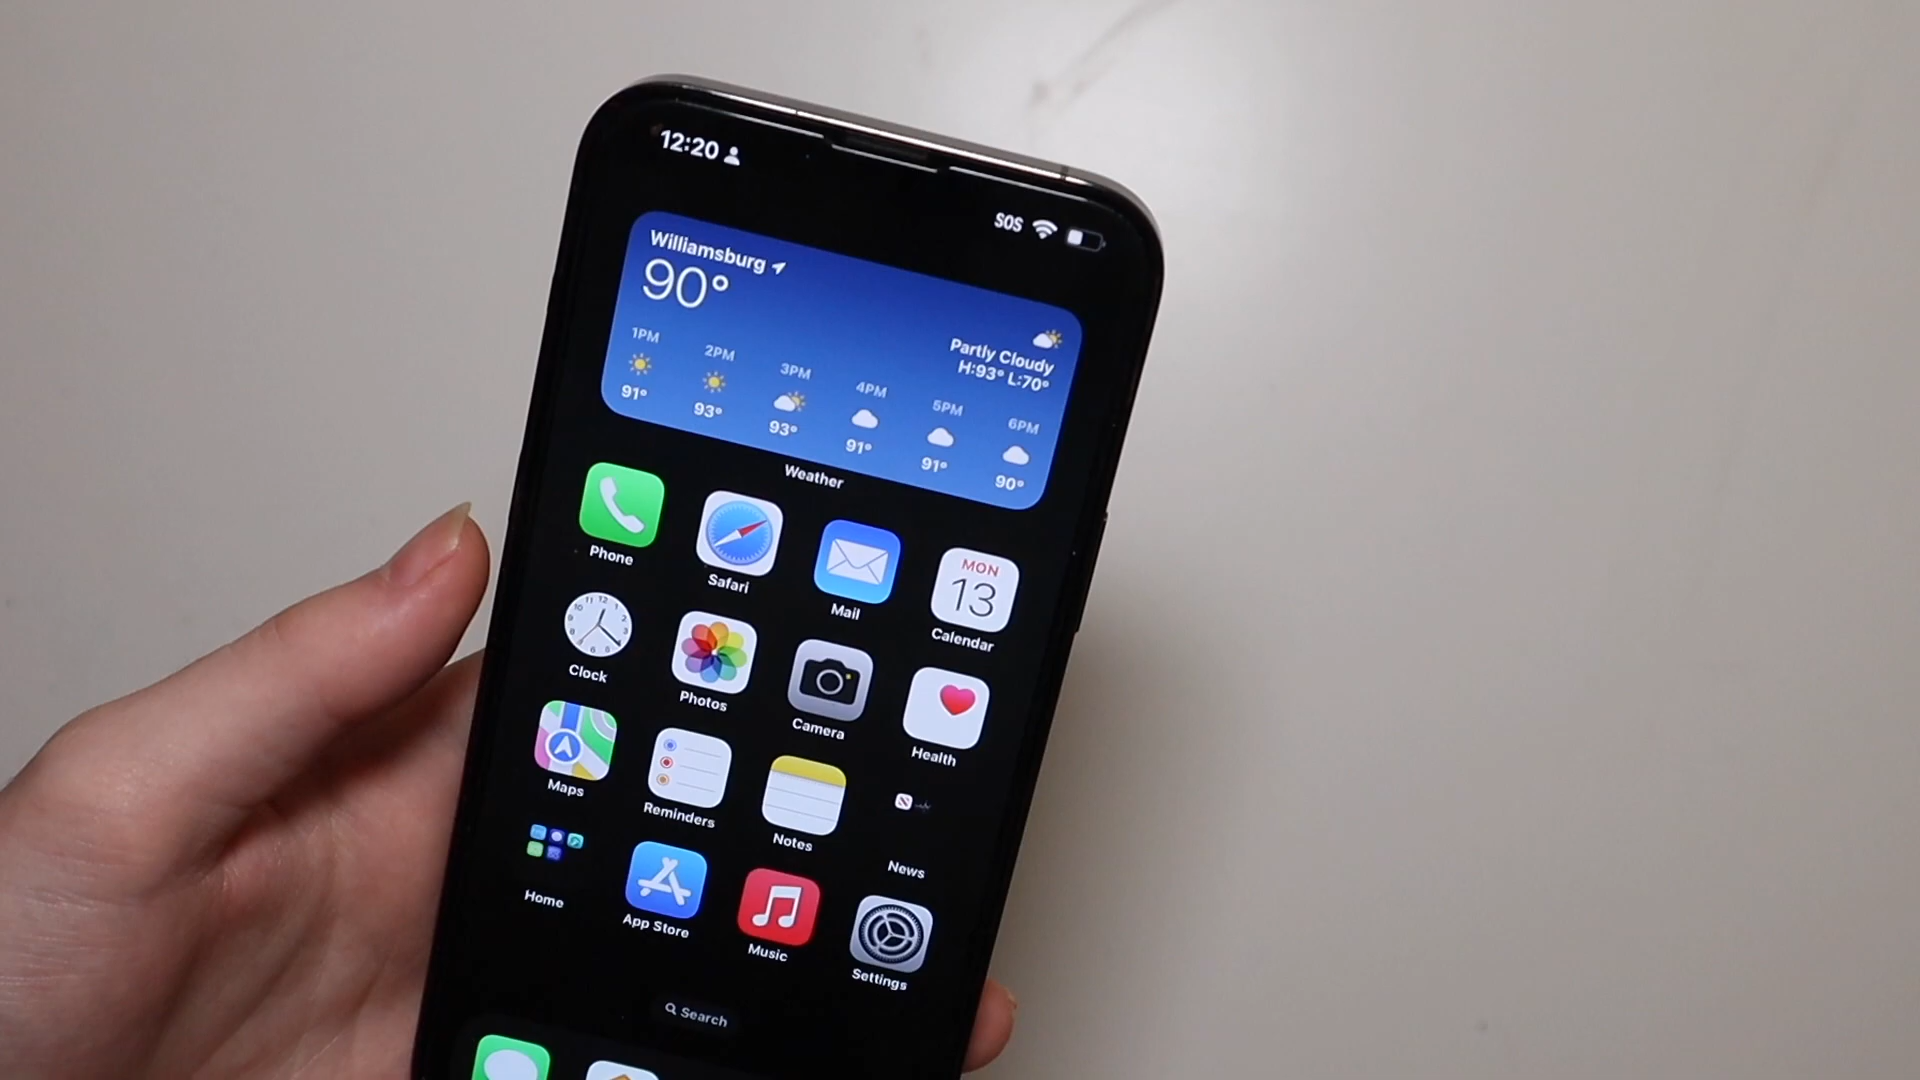 12:20
SOS
Williamsburg
90°
Partly Cloudy
H:93° L:70°
1PM 2PM 3PM 4PM 5PM 6PM
91° 93° 93° 91° 91° 90°
Weather
Phone Safari Mail MON 13 Calendar
Clock Photos Camera Health
Maps Reminders Notes News
Home App Store Music Settings
Search